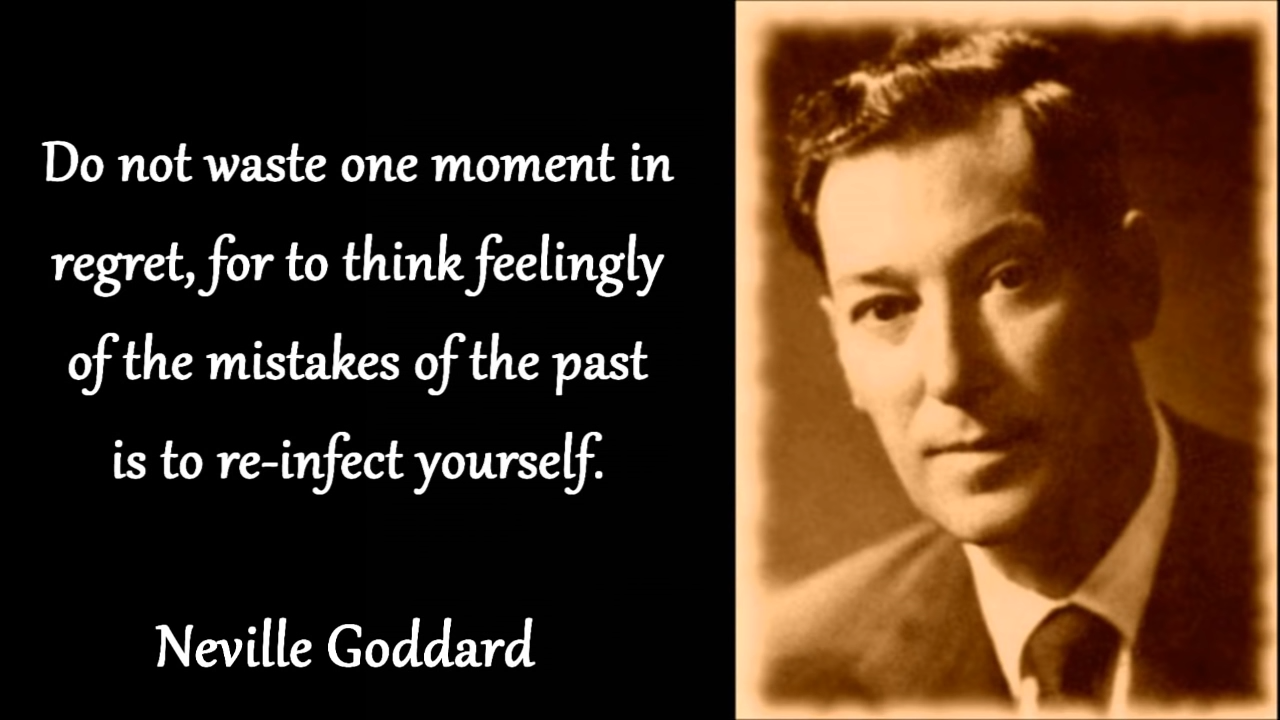 Do not waste one moment in
regret, for to think feelingly
of the mistakes of the past
is to re-infect yourself.
Neville Goddard